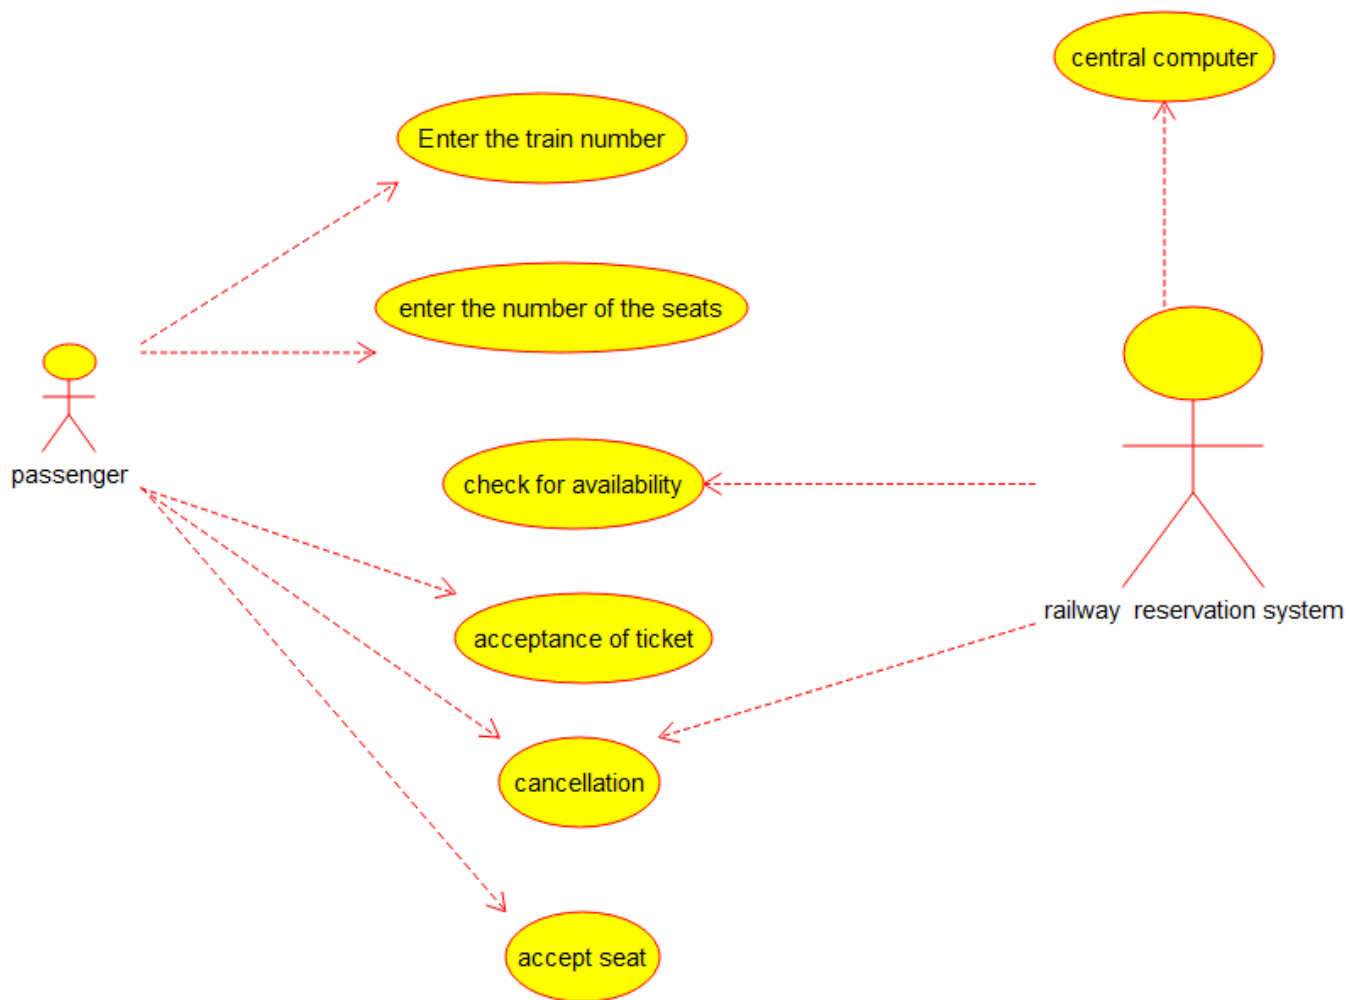 central computer
Enter the train number
enter the number of the seats
passenger
check for availability
railway  reservation system
acceptance of ticket
cancellation
accept seat